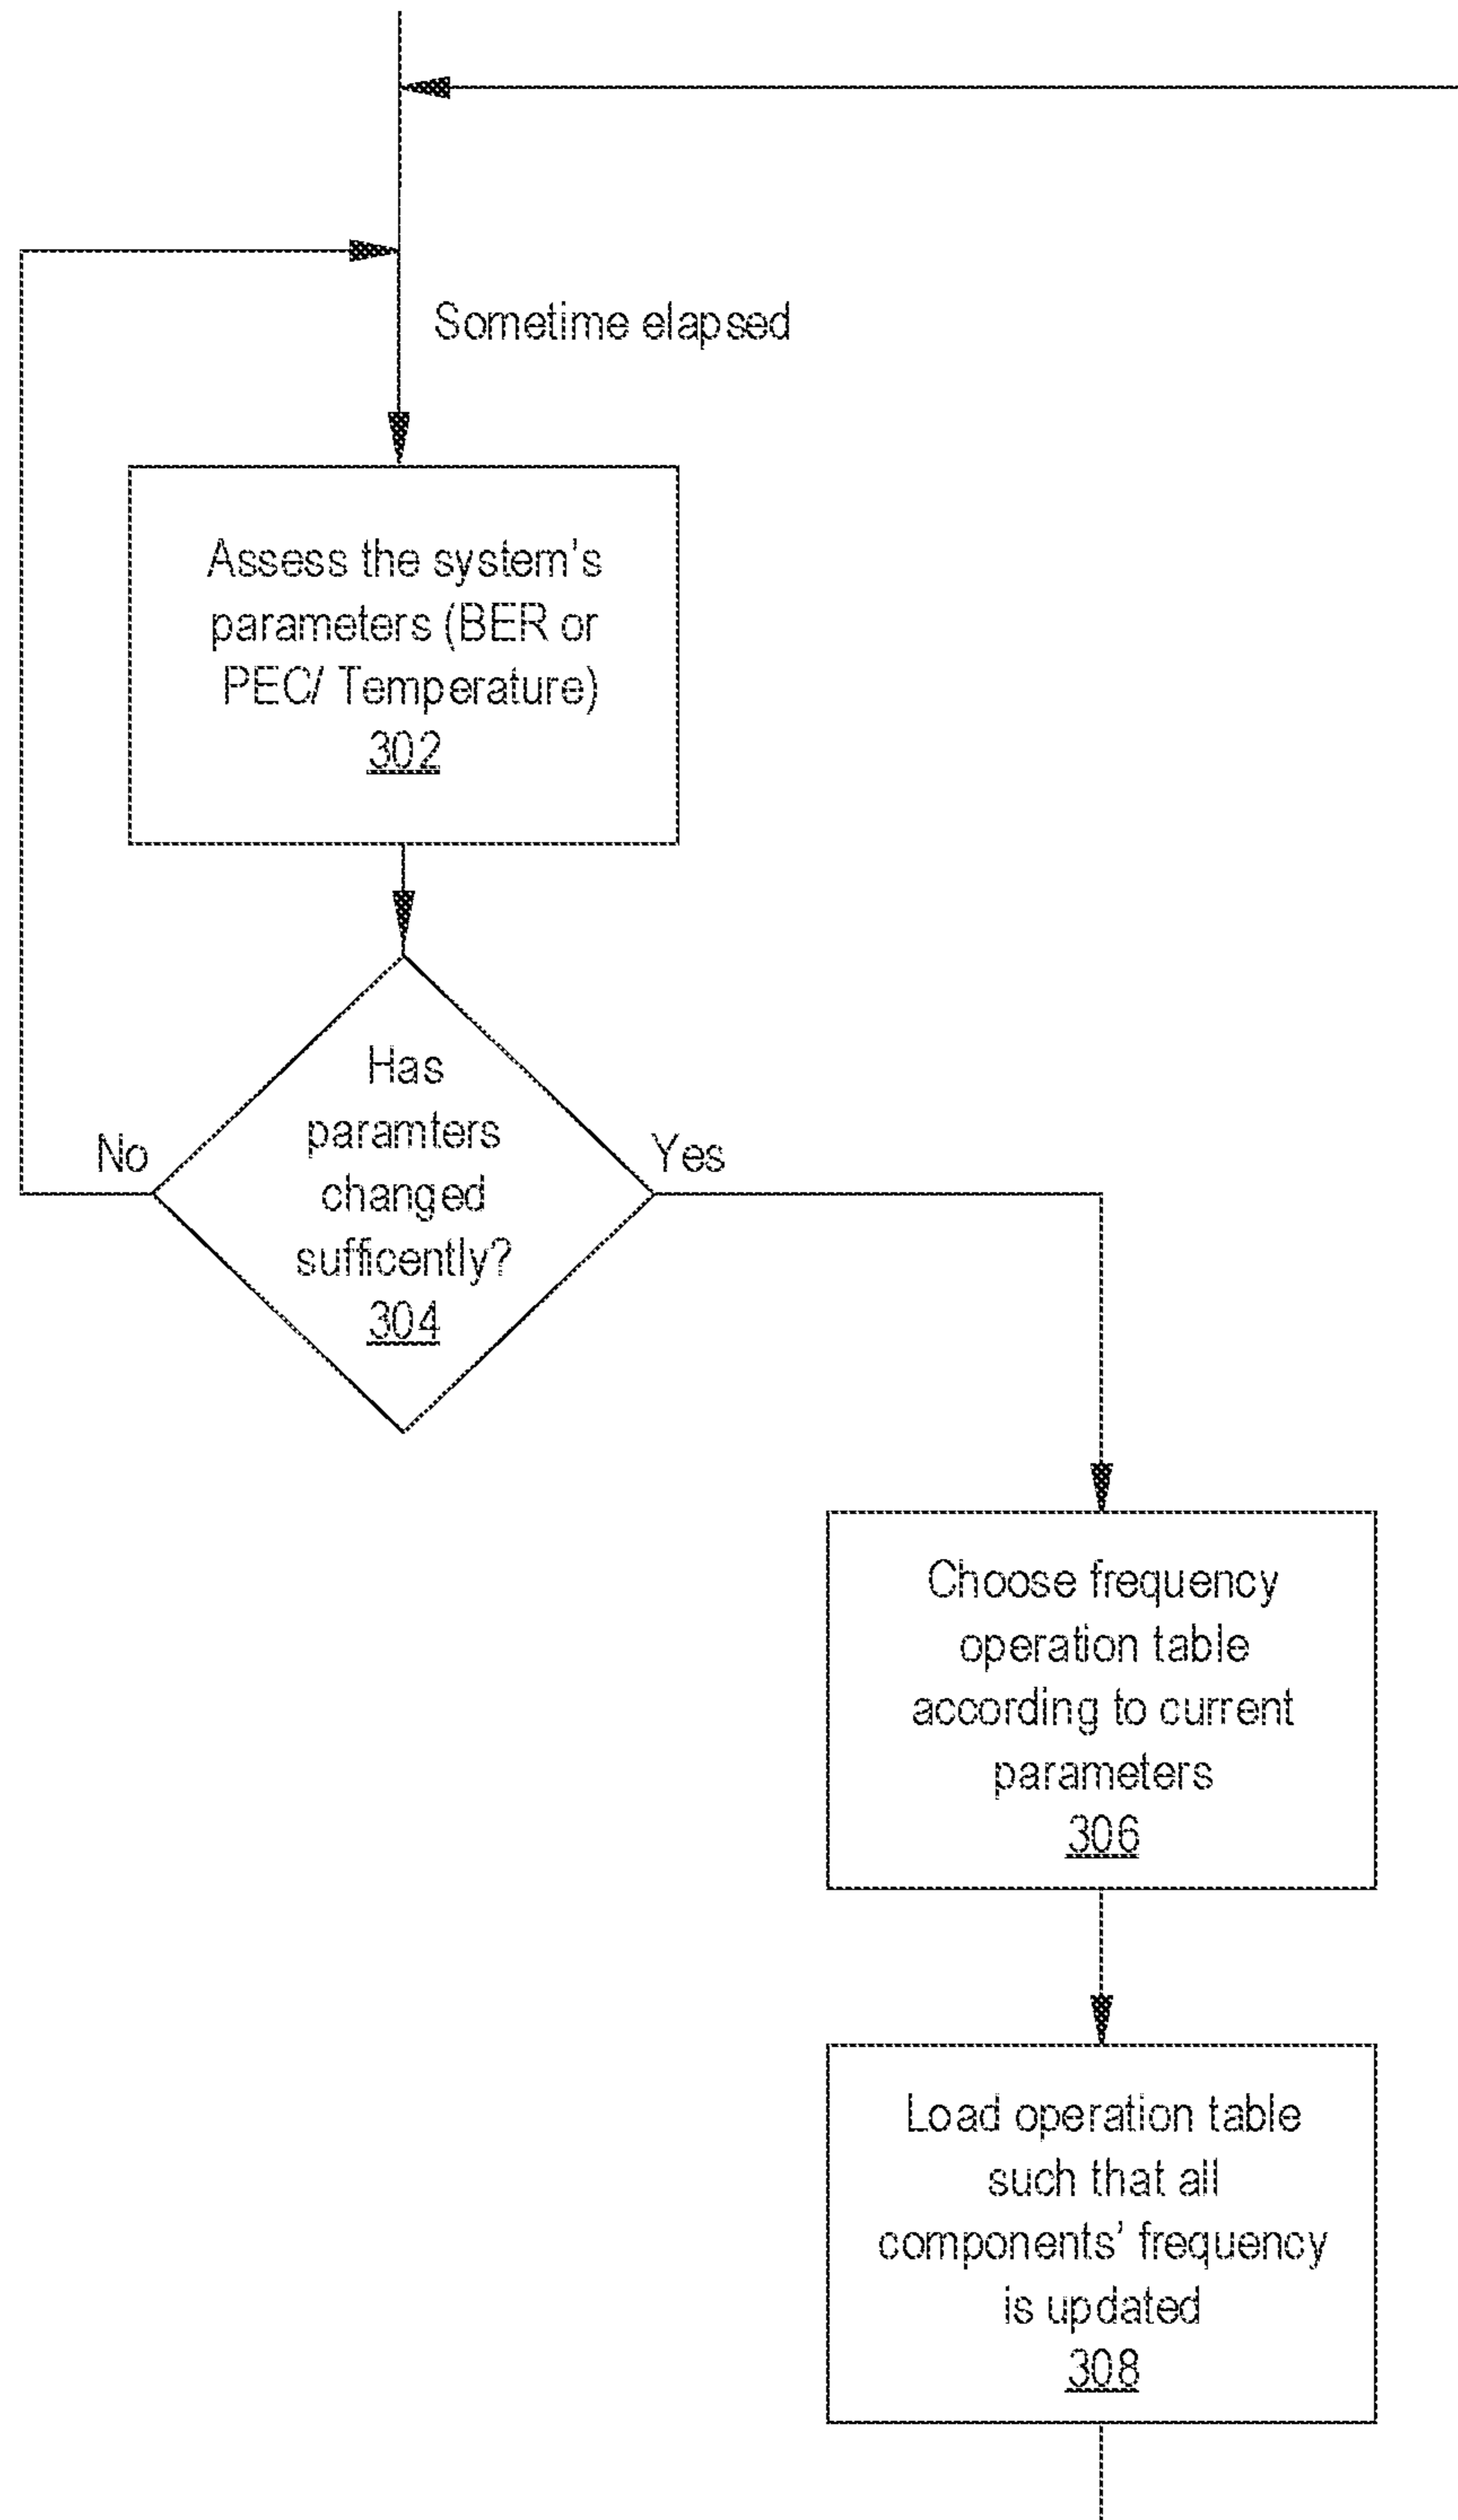 Sometime elapsed
Assess the system's
parameters (BER or
PEC/ Temperature)
302
Has
paramters
changed
sufficently?
304
No
Yes
Choose frequency
operation table
according to current
parameters
306
Load operation table
such that all
components' frequency
is updated
308